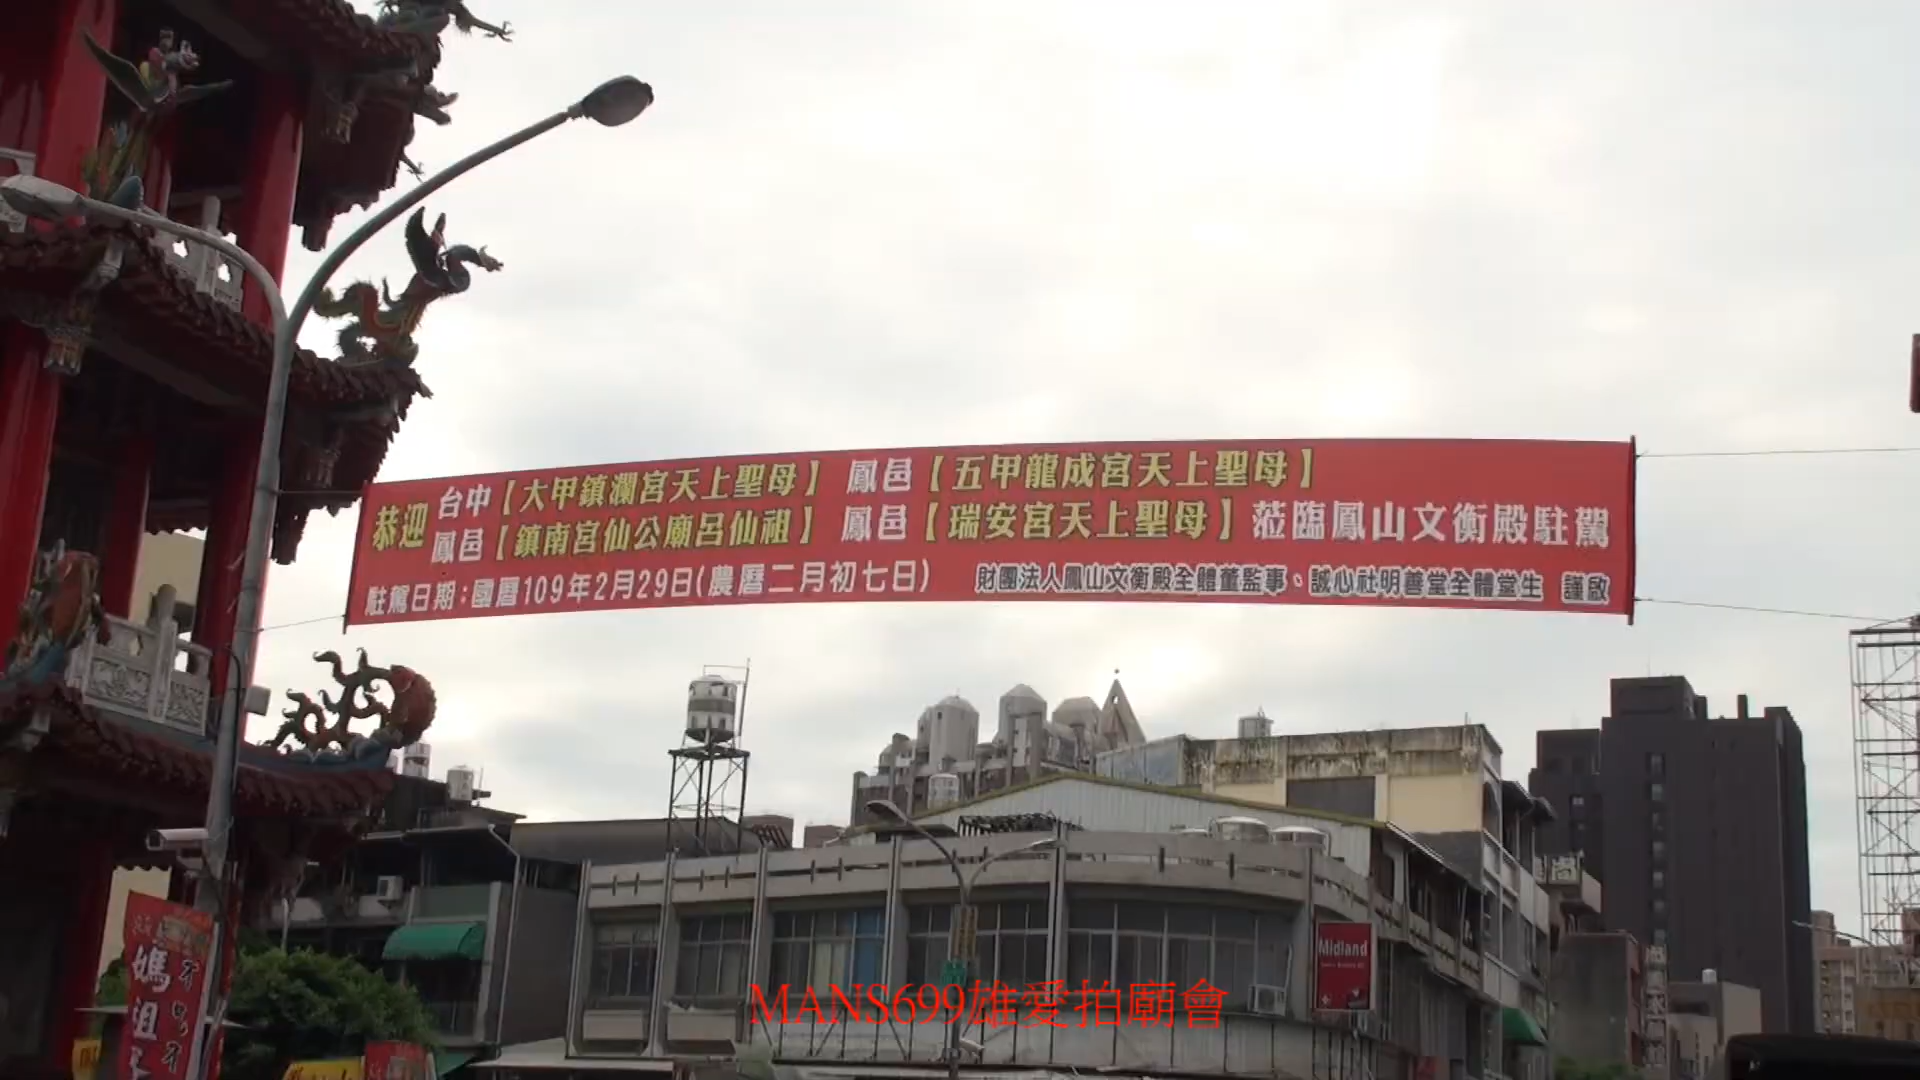 恭迎
台中【大甲鎮瀾宮天上聖母】 鳳邑【五甲龍成宮天上聖母】
鳳邑【鎮南宮仙公廟呂仙祖】 鳳邑【瑞安宮天上聖母】蒞臨鳳山文衡殿駐駕
駐駕日期:國曆109年2月29日(農曆二月初七日) 財團法人鳳山文衡殿全體董監事、誠心社明善堂全體堂生 謹啟
Midland
媽祖
MANS699雄愛拍廟會